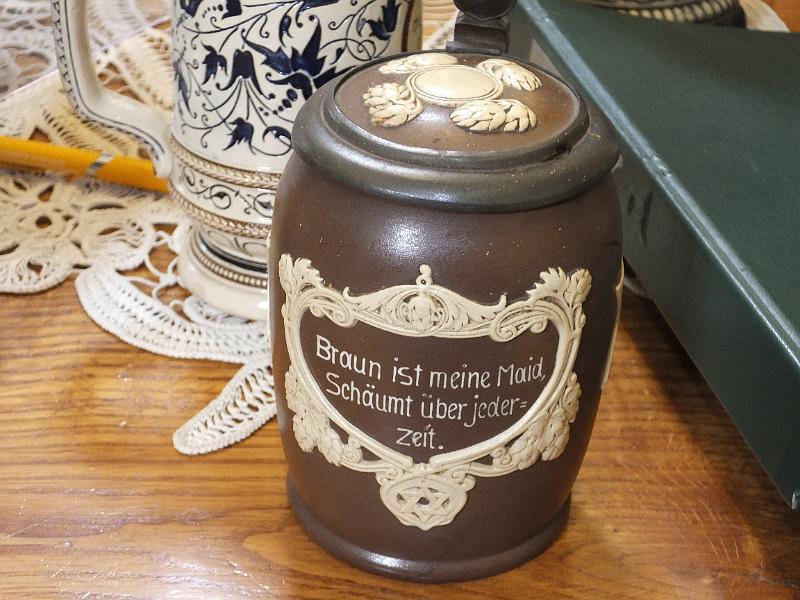 Braun ist meine Maid,
Schäumt über jeder=
zeit.